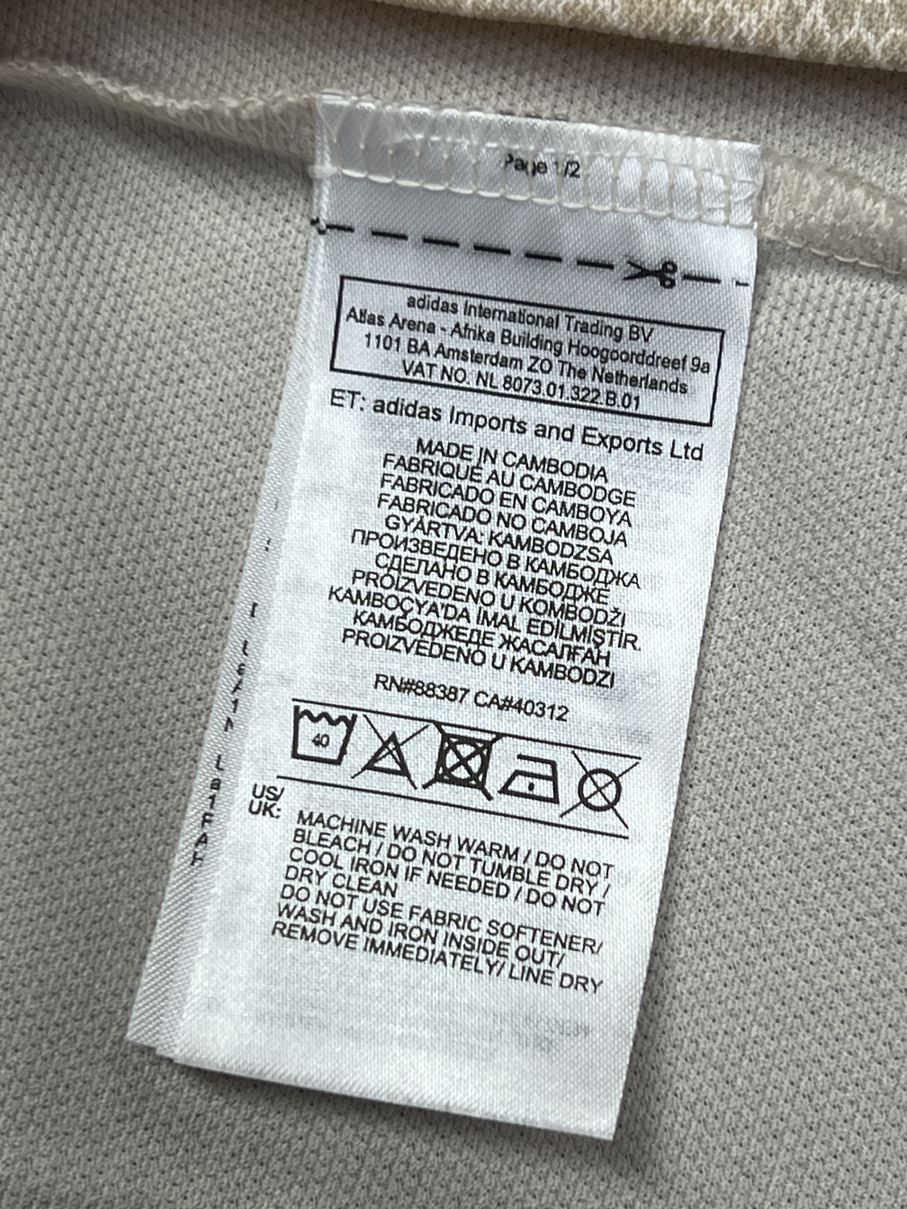 Page 1/2
adidas International Trading BV
Atlas Arena - Afrika Building Hoogoorddreef 9a
1101 BA Amsterdam ZO The Netherlands
VAT NO. NL 8073.01.322.B.01
ET: adidas Imports and Exports Ltd
MADE IN CAMBODIA
FABRIQUÉ AU CAMBODGE
FABRICADO EN CAMBOYA
FABRICADO NO CAMBOJA
GYÁRTVA: KAMBODZSA
ПРОИЗВЕДЕНО В КАМБОДЖА
СДЕЛАНО В КАМБОДЖЕ
PROIZVEDENO U KOMBODŽI
KAMBOÇYA'DA İMAL EDİLMİŞTİR.
КАМБОДЖЕДЕ ЖАСАЛҒАН
PROIZVEDENO U KAMBODZI
RN#88387 CA#40312
40
US/
UK:
MACHINE WASH WARM / DO NOT
BLEACH / DO NOT TUMBLE DRY /
COOL IRON IF NEEDED / DO NOT
DRY CLEAN
DO NOT USE FABRIC SOFTENER/
WASH AND IRON INSIDE OUT/
REMOVE IMMEDIATELY/ LINE DRY